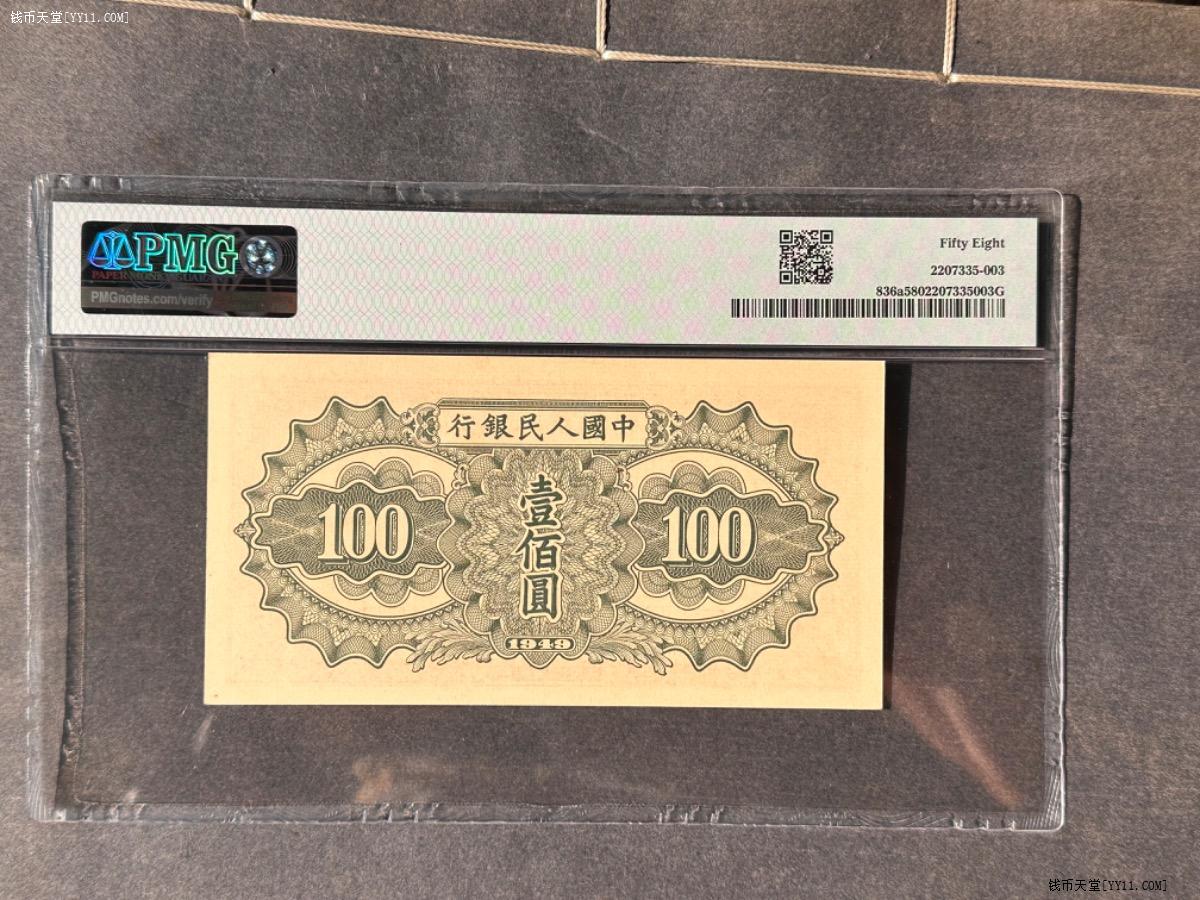 钱币天堂[YY11.COM]
PMG
PMGnotes.com/verify
Fifty Eight
2207335-003
836a5802207335003G
行銀民人國中
壹佰圓
100
100
1949
钱币天堂[YY11.COM]